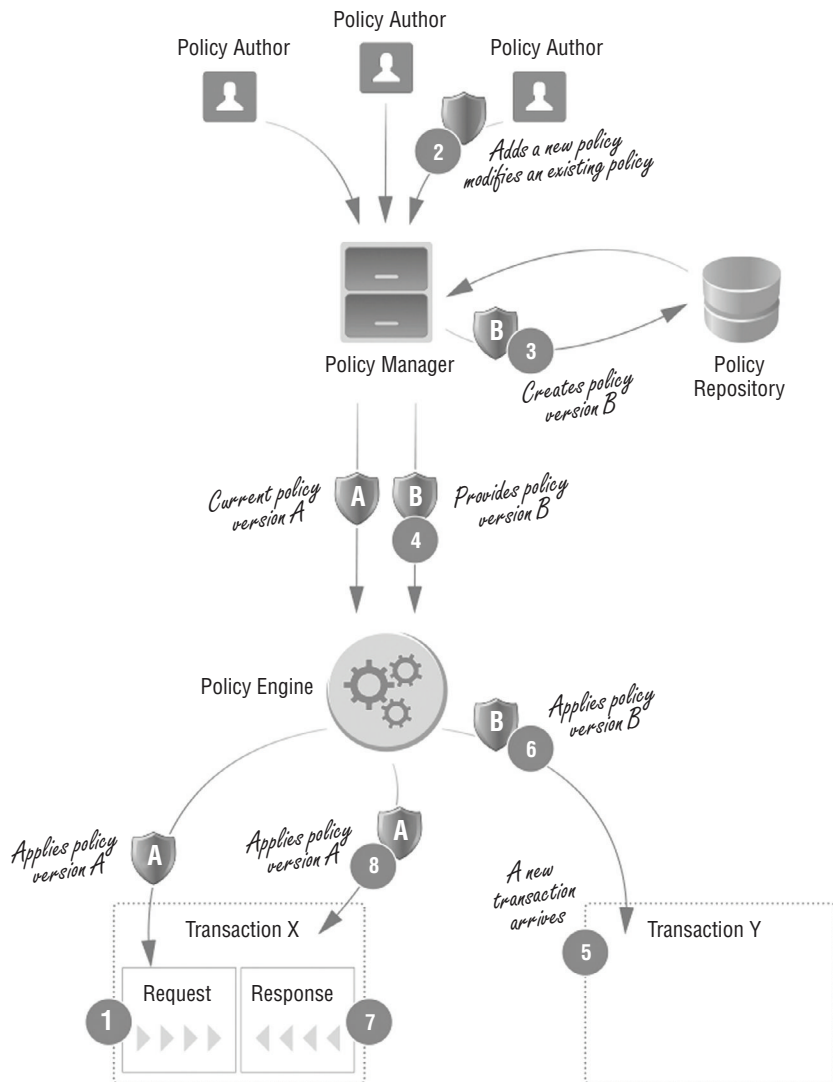 Policy Author
Policy Author
Policy Author
2
Adds a new policy
modifies an existing policy
B
3
Policy Manager
Creates policy
version B
Policy
Repository
Current policy
version A
A
B
Provides policy
version B
4
Policy Engine
B
Applies policy
version B
6
Applies policy
version A
A
Applies policy
version A
A
8
A new
transaction
arrives
5
Transaction X
Transaction Y
Request
Response
1
7